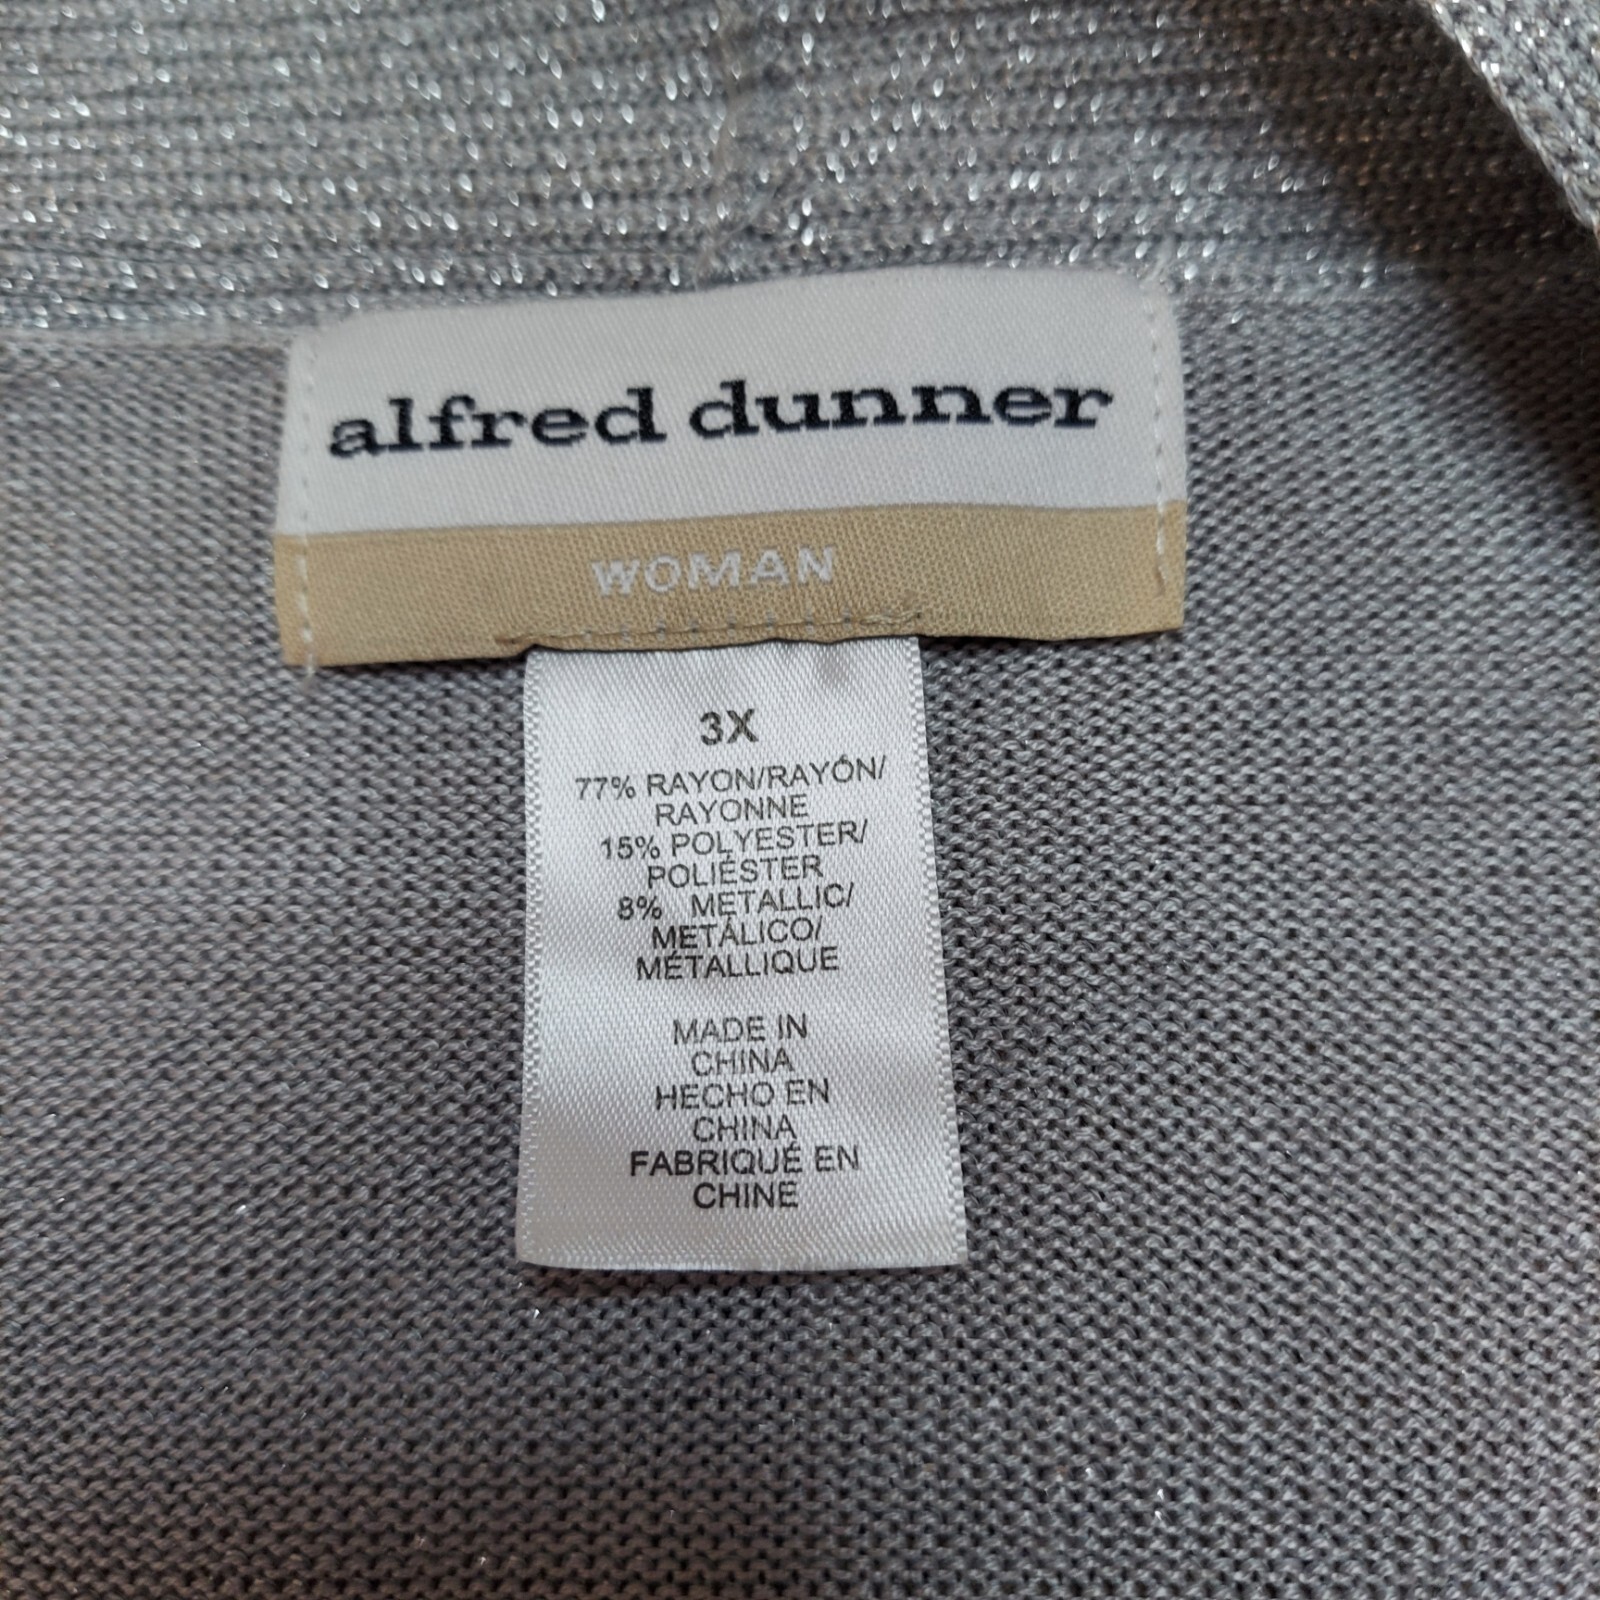 alfred dunner
WOMAN
3X
77% RAYON/RAYÓN/
RAYONNE
15% POLYESTER/
POLIÉSTER
8% METALLIC/
METÁLICO/
MÉTALLIQUE
MADE IN
CHINA
HECHO EN
CHINA
FABRIQUÉ EN
CHINE